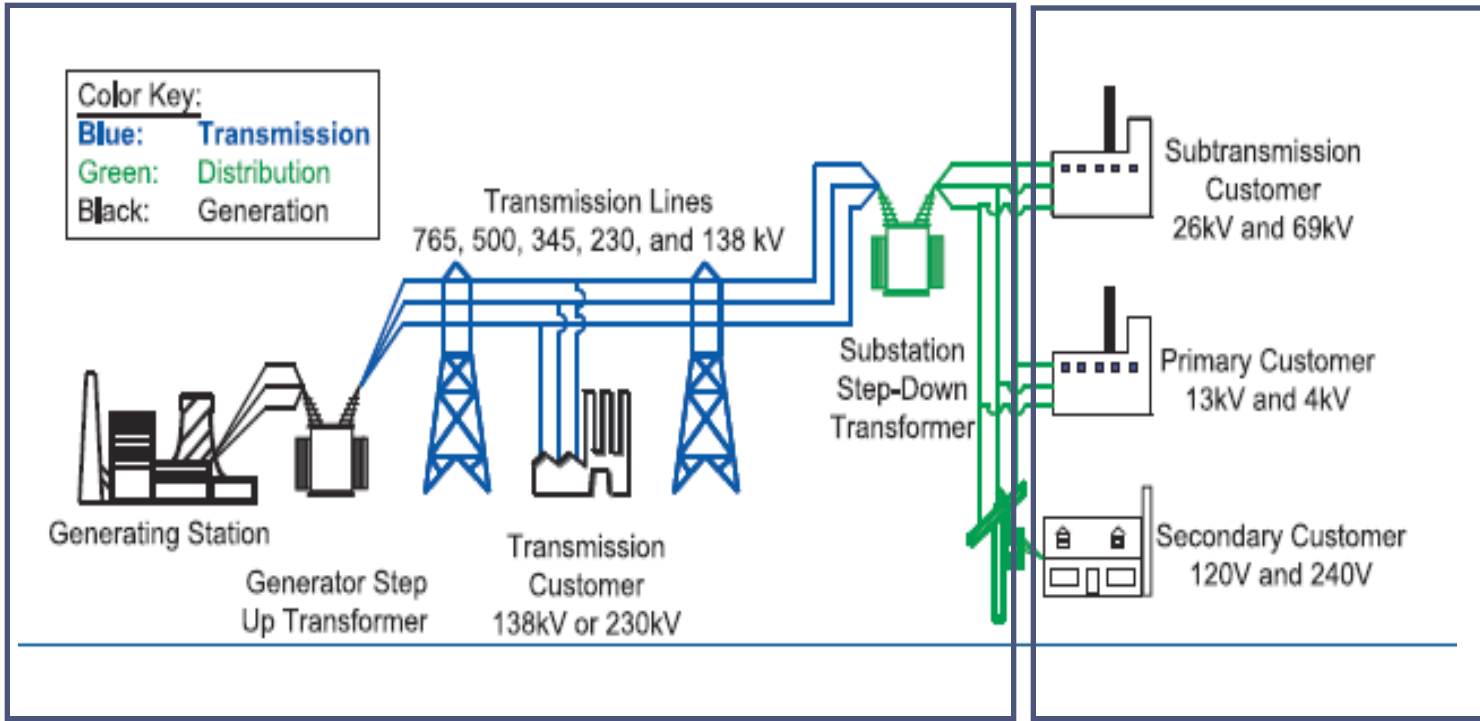 Color Key:
Blue: Transmission
Green: Distribution
Black: Generation
Transmission Lines
765, 500, 345, 230, and 138 kV
Generating Station
Generator Step
Up Transformer
Transmission
Customer
138kV or 230kV
Substation
Step-Down
Transformer
Subtransmission
Customer
26kV and 69kV
Primary Customer
13kV and 4kV
Secondary Customer
120V and 240V